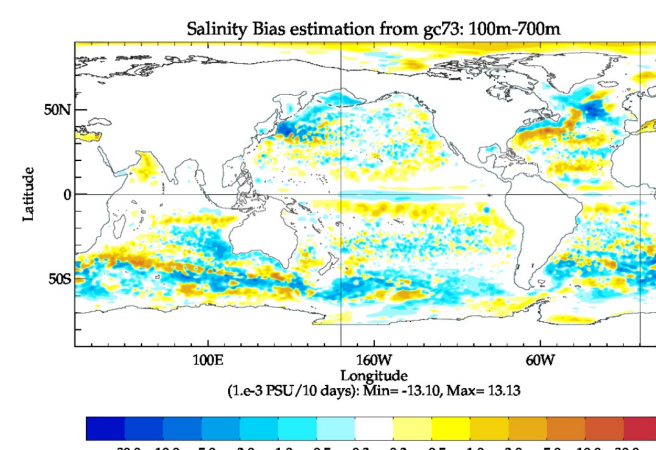 Salinity Bias estimation from gc73: 100m-700m
Latitude
50N
0
50S
100E 160W 60W
Longitude
(1.e-3 PSU/10 days): Min= -13.10, Max= 13.13